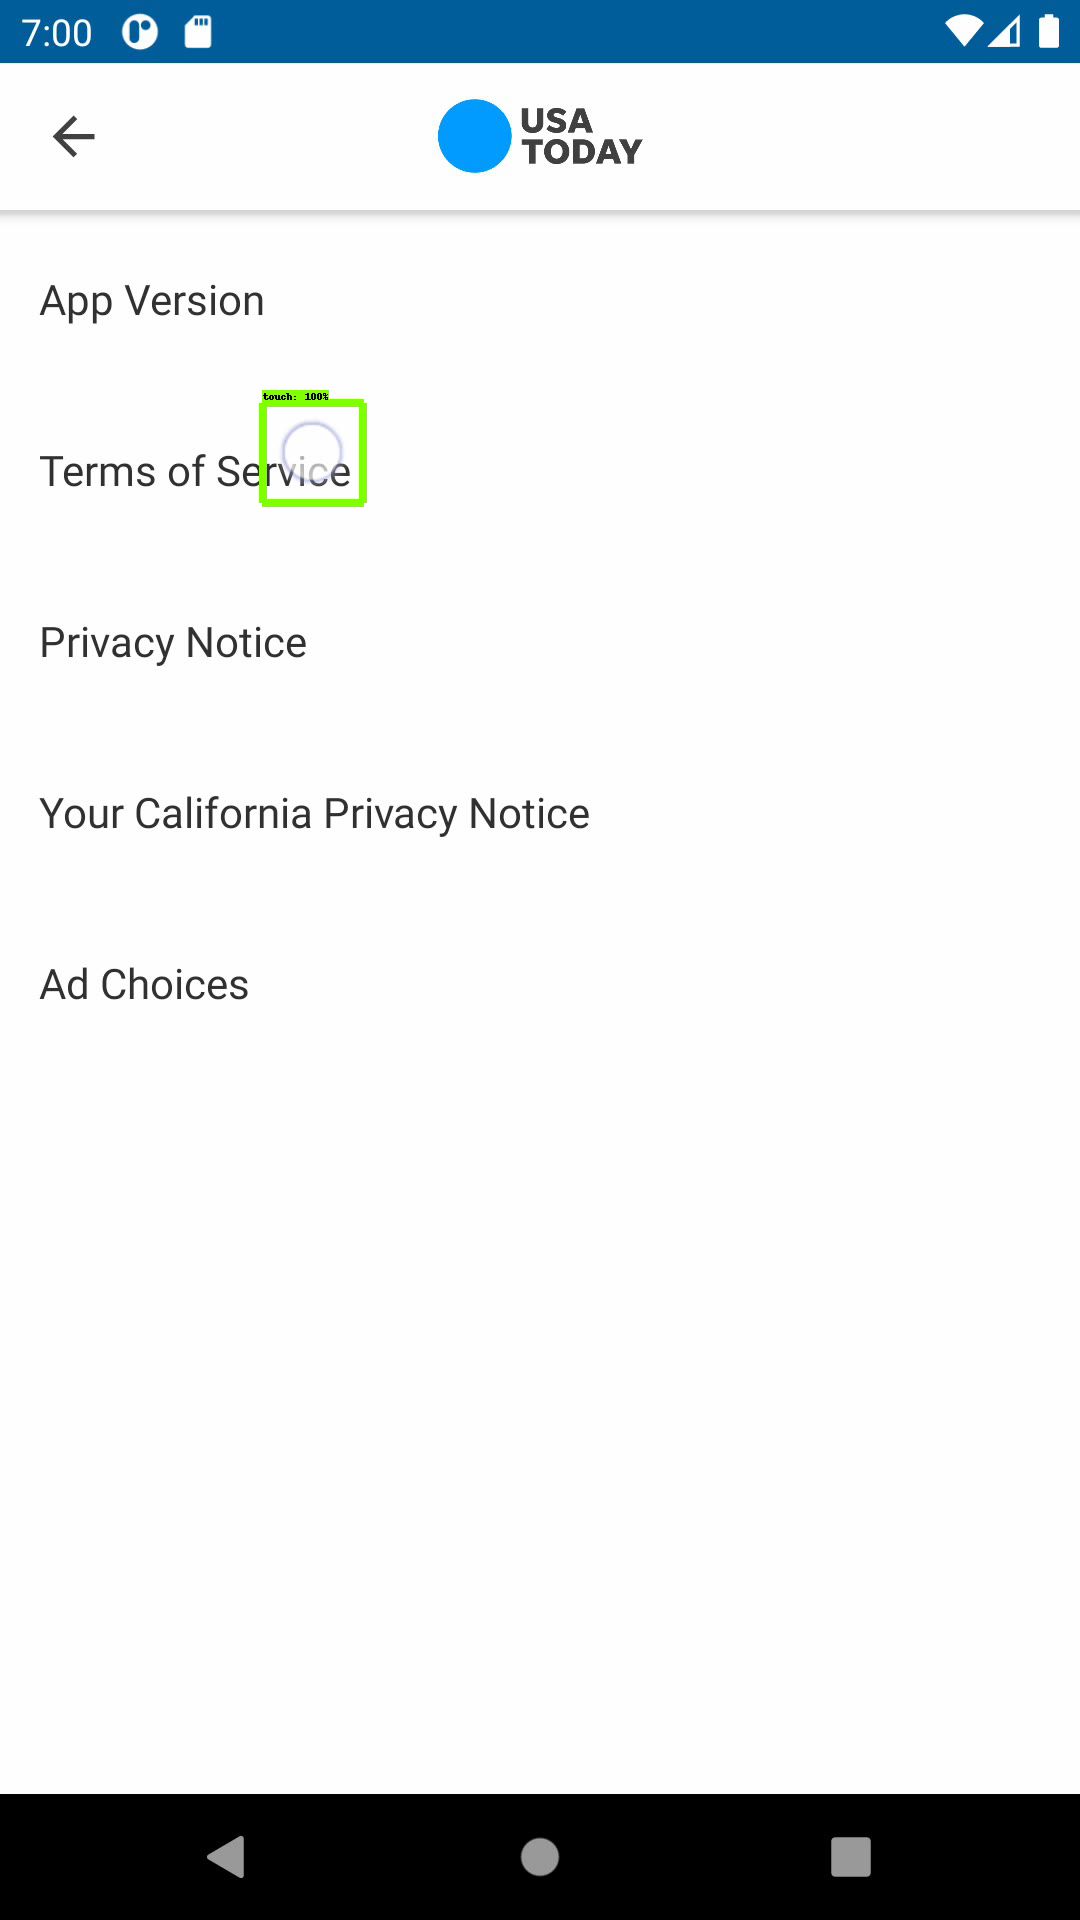 7:00
USA
TODAY
App Version
touch: 100%
Terms of Service
Privacy Notice
Your California Privacy Notice
Ad Choices